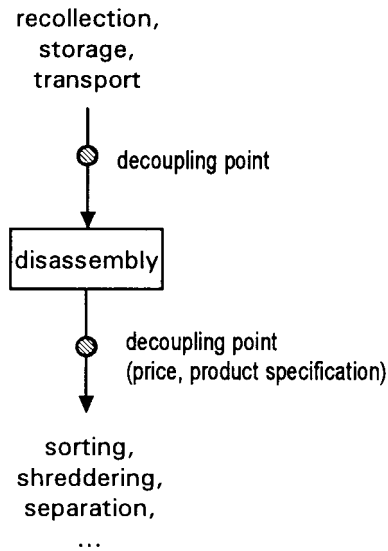 recollection,
storage,
transport
decoupling point
disassembly
decoupling point
(price, product specification)
sorting,
shreddering,
separation,
...